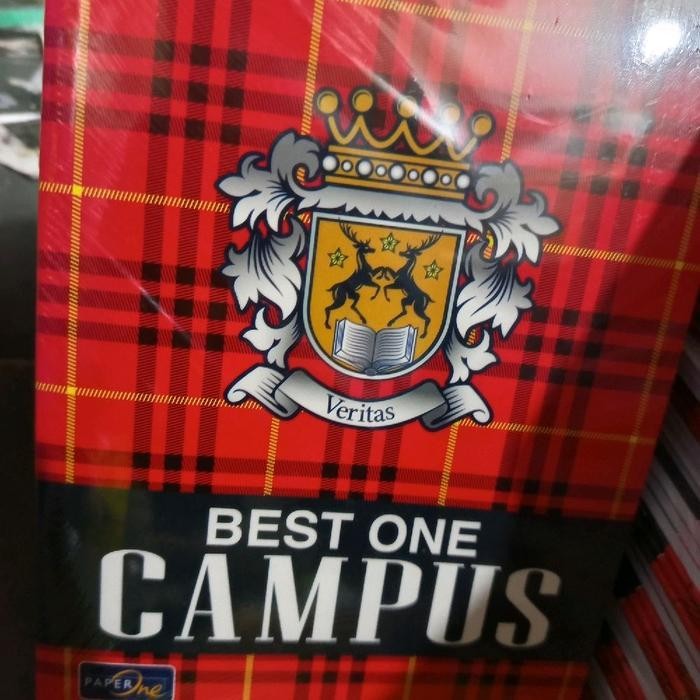 Veritas
BEST ONE
CAMPUS
PAPER One